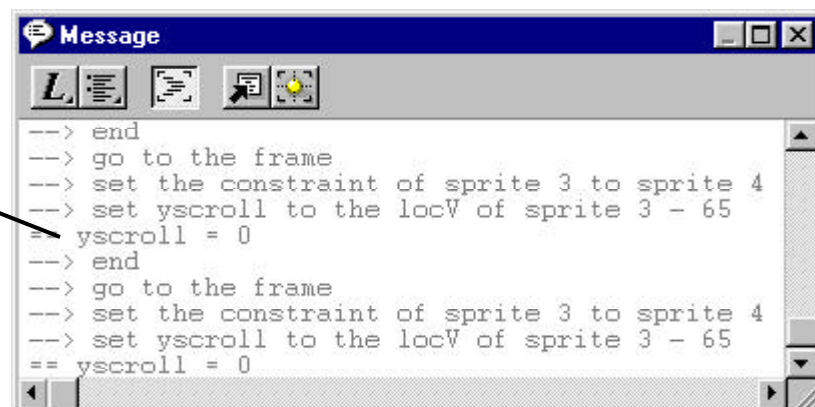 Message
L
--> end
--> go to the frame
--> set the constraint of sprite 3 to sprite 4
--> set yscroll to the locV of sprite 3 - 65
== yscroll = 0
--> end
--> go to the frame
--> set the constraint of sprite 3 to sprite 4
--> set yscroll to the locV of sprite 3 - 65
== yscroll = 0